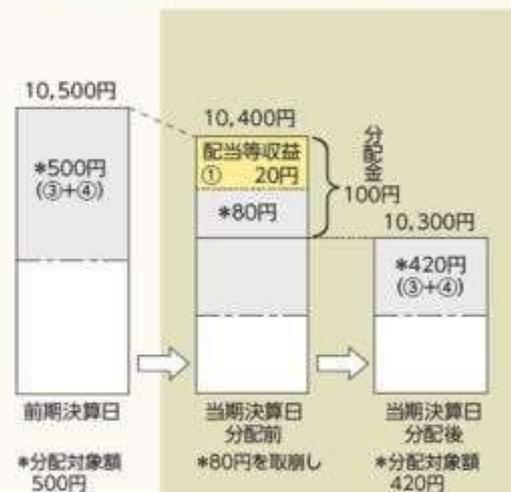 10,500円
*500円
(③+④)
前期決算日
*分配対象額
500円
10,400円
配当等収益
① 20円
*80円
分配金
100円
当期決算日
分配前
*80円を取崩し
10,300円
*420円
(③+④)
当期決算日
分配後
*分配対象額
420円